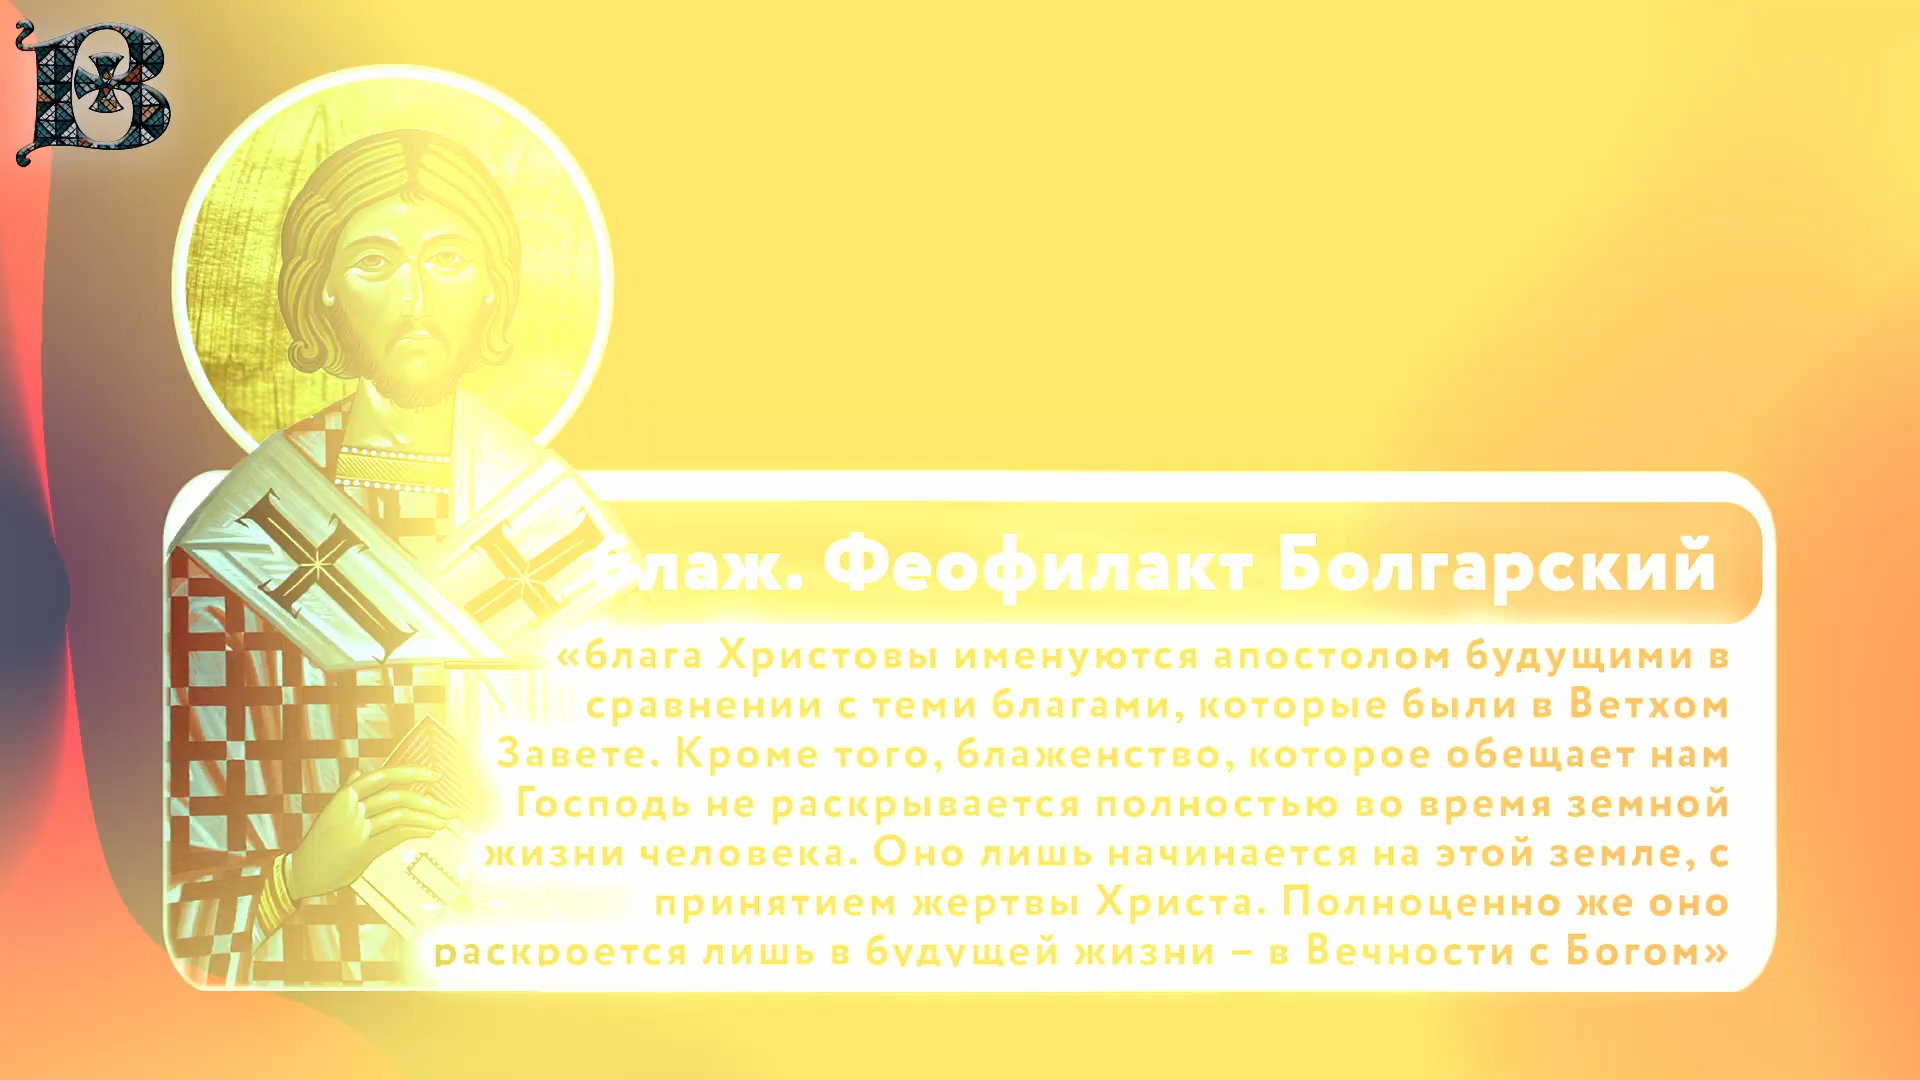 блаж. Феофилакт Болгарский
«блага Христовы именуются апостолом будущими в
сравнении с теми благами, которые были в Ветхом
Завете. Кроме того, блаженство, которое обещает нам
Господь не раскрывается полностью во время земной
жизни человека. Оно лишь начинается на этой земле, с
принятием жертвы Христа. Полноценно же оно
раскроется лишь в будущей жизни – в Вечности с Богом»